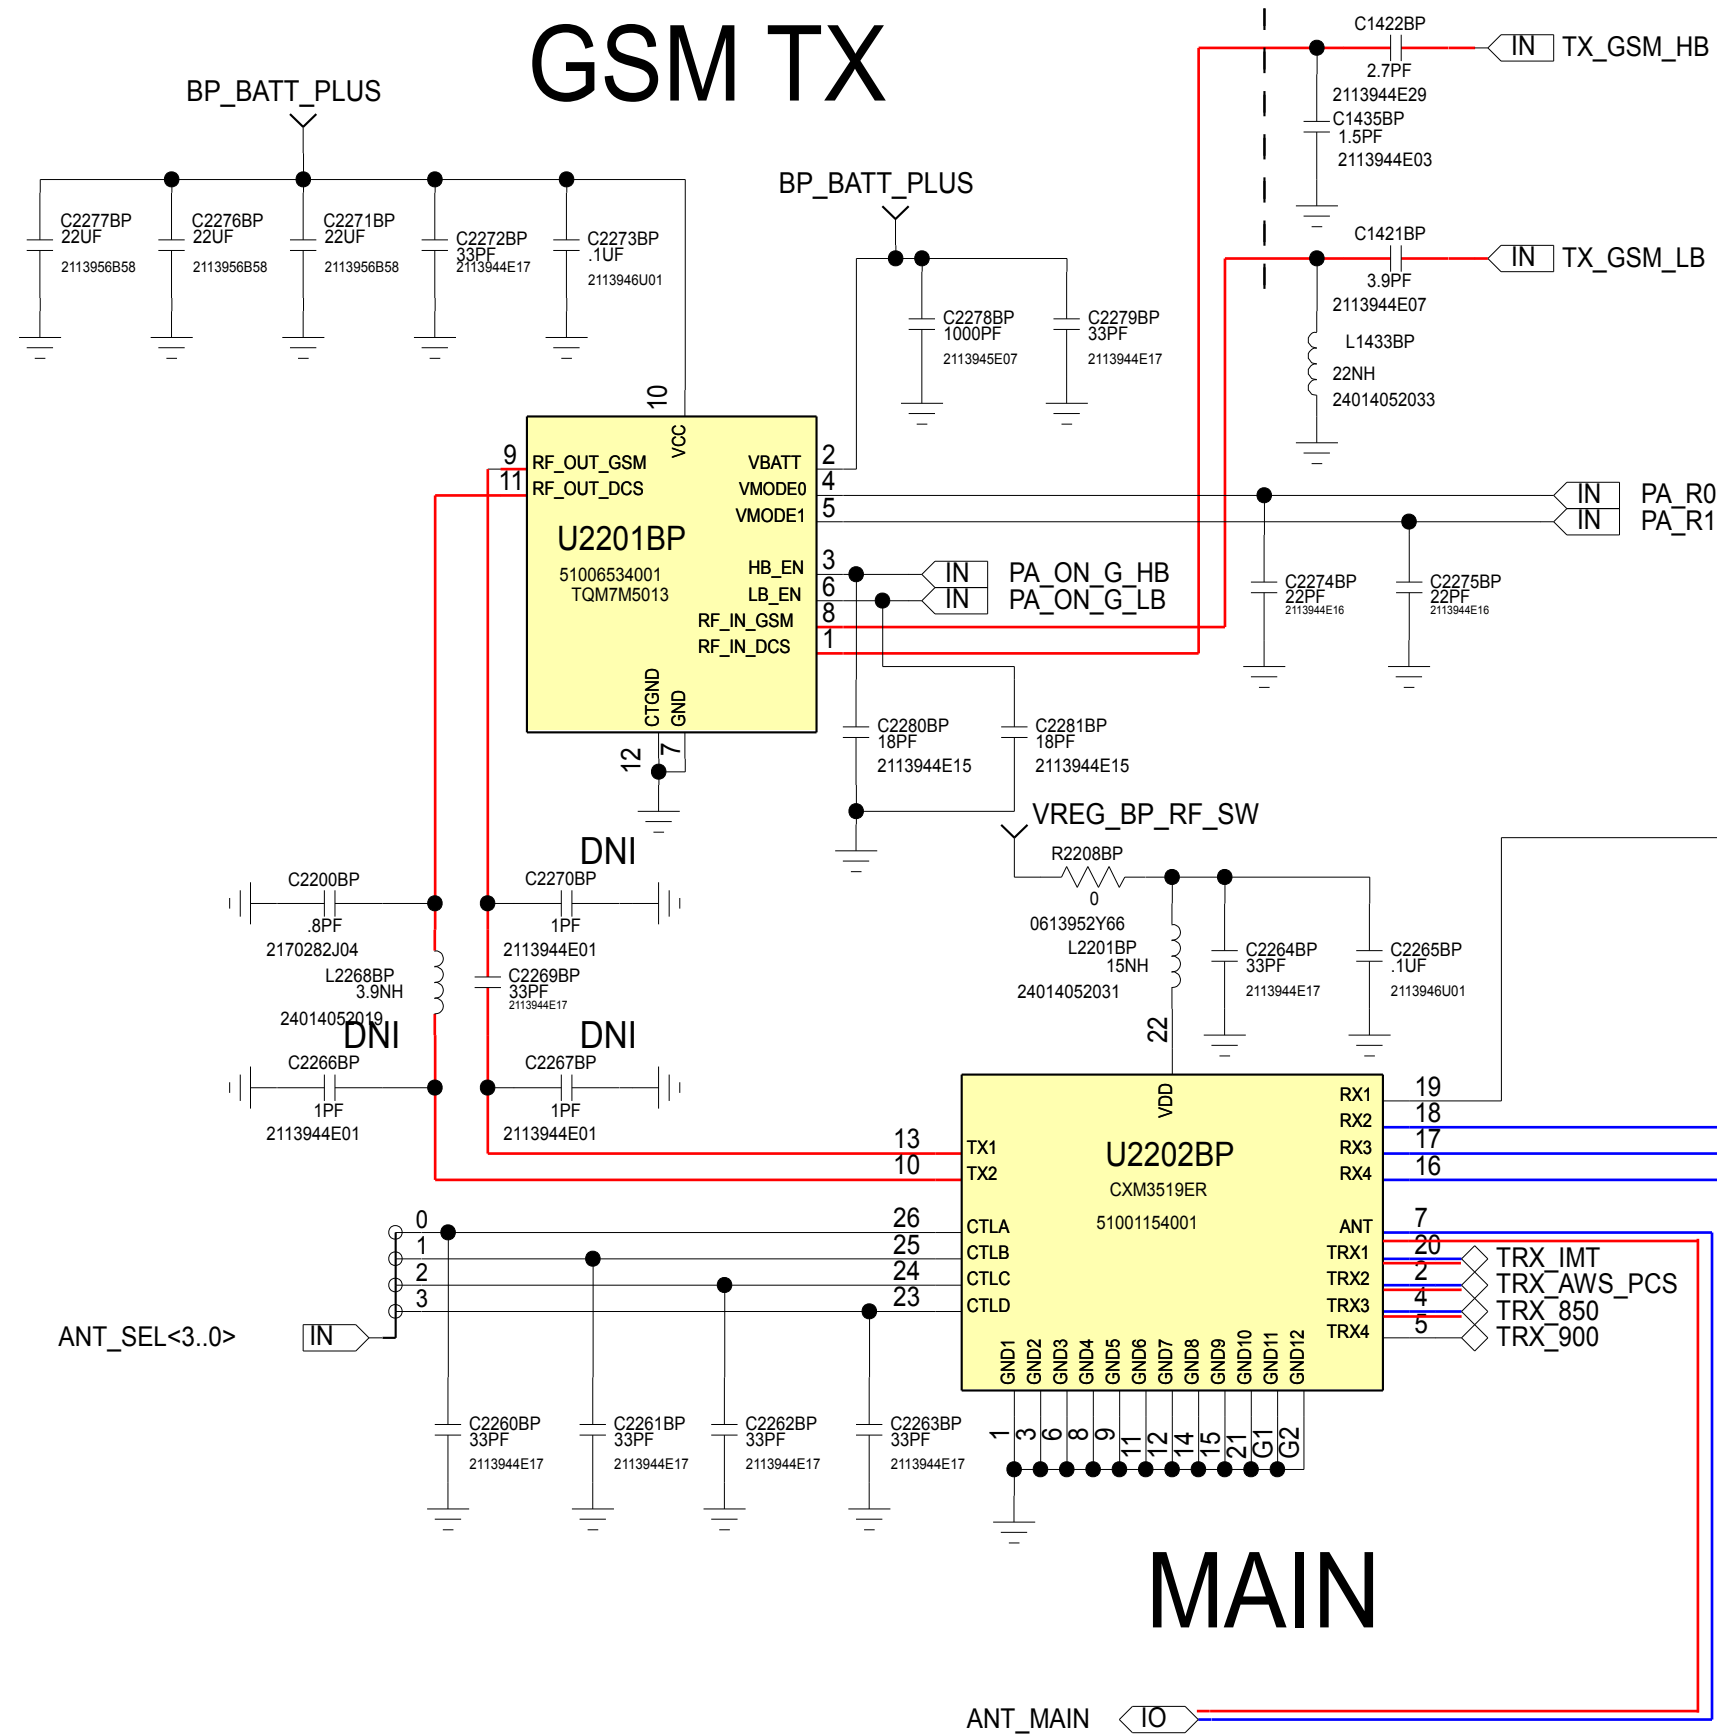 GSM TX
BP_BATT_PLUS
C2277BP
22UF
2113956B58
C2276BP
22UF
2113956B58
C2271BP
22UF
2113956B58
C2272BP
33PF
2113944E17
C2273BP
.1UF
2113946U01
BP_BATT_PLUS
C2278BP
1000PF
2113945E07
C2279BP
33PF
2113944E17
C1422BP
2.7PF
2113944E29
IN TX_GSM_HB
C1435BP
1.5PF
2113944E03
C1421BP
3.9PF
2113944E07
IN TX_GSM_LB
L1433BP
22NH
24014052033
10
VCC
9 RF_OUT_GSM
11 RF_OUT_DCS
VBATT 2
VMODE0 4
VMODE1 5
HB_EN 3
LB_EN 6
RF_IN_GSM 8
RF_IN_DCS 1
U2201BP
51006534001
TQM7M5013
CTGND
GND
12
7
IN PA_R0
IN PA_R1
IN PA_ON_G_HB
IN PA_ON_G_LB
C2274BP
22PF
2113944E16
C2275BP
22PF
2113944E16
C2280BP
18PF
2113944E15
C2281BP
18PF
2113944E15
VREG_BP_RF_SW
R2208BP
0
0613952Y66
L2201BP
15NH
24014052031
C2264BP
33PF
2113944E17
C2265BP
.1UF
2113946U01
DNI
C2200BP
.8PF
2170282J04
C2270BP
1PF
2113944E01
L2268BP
3.9NH
24014052019
C2269BP
33PF
2113944E17
DNI
DNI
C2266BP
1PF
2113944E01
C2267BP
1PF
2113944E01
22
VDD
U2202BP
CXM3519ER
51001154001
13 TX1
10 TX2
26 CTLA
25 CTLB
24 CTLC
23 CTLD
RX1 19
RX2 18
RX3 17
RX4 16
ANT 7
TRX1 20 TRX_IMT
TRX2 2 TRX_AWS_PCS
TRX3 4 TRX_850
TRX4 5 TRX_900
0
1
2
3
ANT_SEL<3..0> IN
GND1 GND2 GND3 GND4 GND5 GND6 GND7 GND8 GND9 GND10 GND11 GND12
1 3 6 8 9 11 12 14 15 21 G1 G2
C2260BP
33PF
2113944E17
C2261BP
33PF
2113944E17
C2262BP
33PF
2113944E17
C2263BP
33PF
2113944E17
MAIN
ANT_MAIN IO